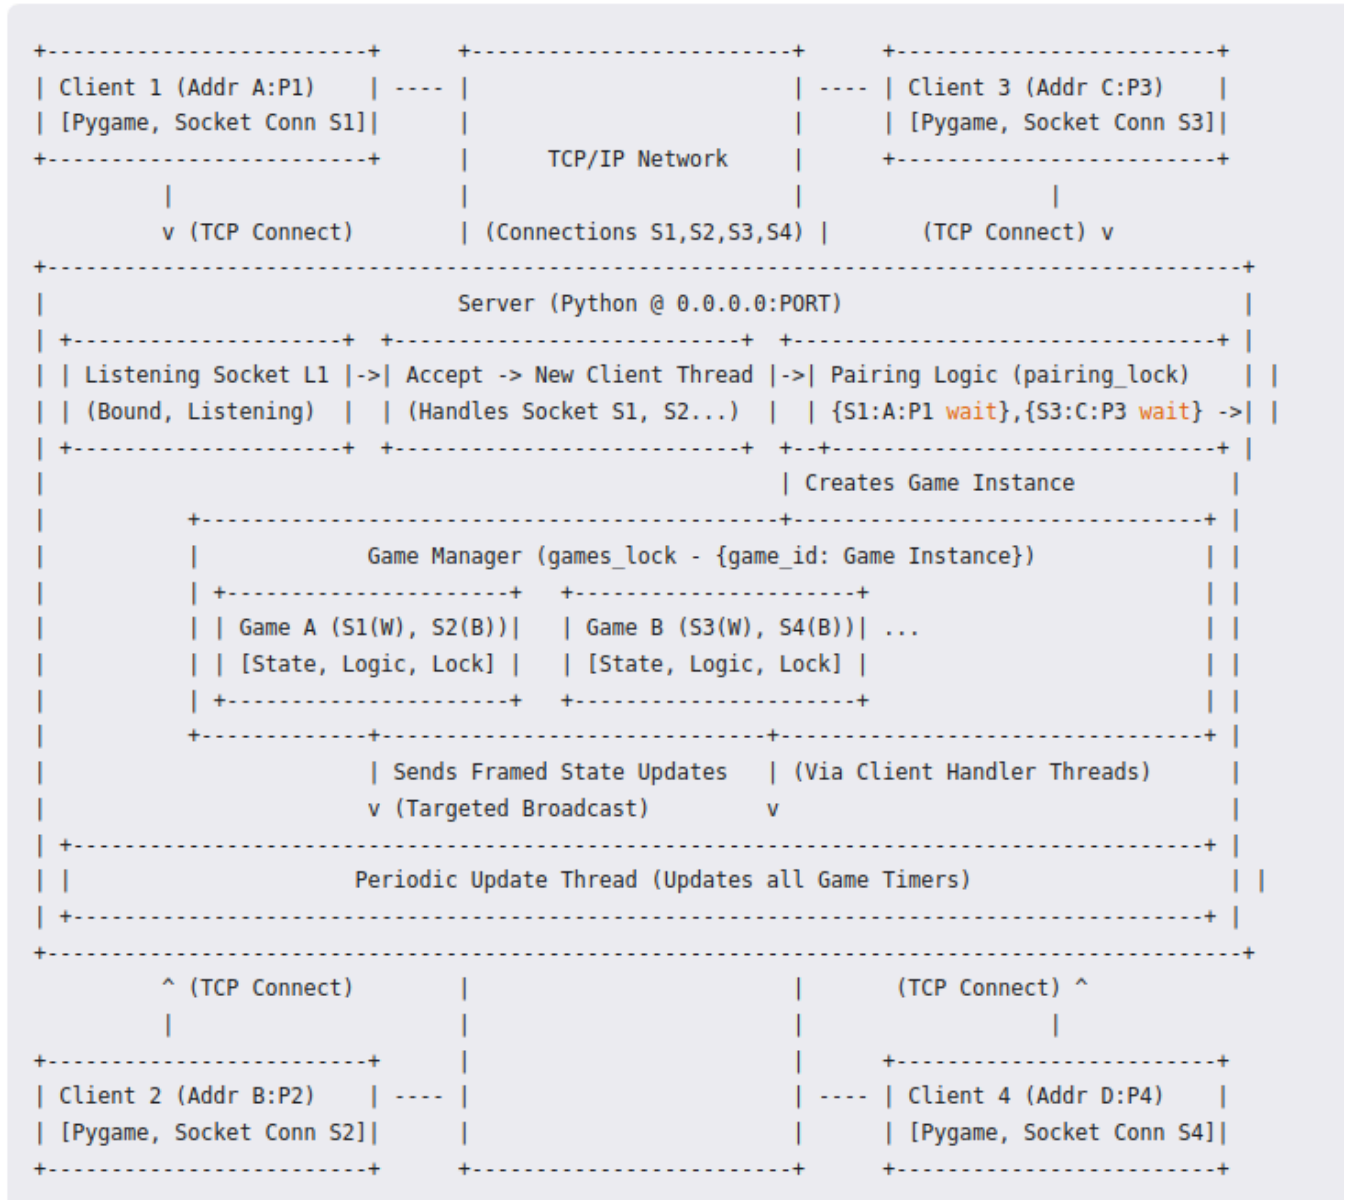 +-------------------------+      +-------------------------+      +-------------------------+
| Client 1 (Addr A:P1)    | ---- |                         | ---- | Client 3 (Addr C:P3)    |
| [Pygame, Socket Conn S1]|      |                         |    | [Pygame, Socket Conn S3]|
+-------------------------+      |      TCP/IP Network     |      +-------------------------+
          |                      |                         |                   |
          v (TCP Connect)        | (Connections S1,S2,S3,S4) |       (TCP Connect) v
+---------------------------------------------------------------------------------------------+
|                                Server (Python @ 0.0.0.0:PORT)                               |
| +---------------------+  +---------------------------+  +---------------------------------+ |
| | Listening Socket L1 |->| Accept -> New Client Thread |->| Pairing Logic (pairing_lock)    | |
| | (Bound, Listening)  |  | (Handles Socket S1, S2...)  |  | {S1:A:P1 wait},{S3:C:P3 wait} ->| |
| +---------------------+  +---------------------------+  +--+------------------------------+ |
|                                                         | Creates Game Instance            |
|           +---------------------------------------------+--------------------------------+ |
|           |             Game Manager (games_lock - {game_id: Game Instance})             | |
|           | +----------------------+   +----------------------+                          | |
|           | | Game A (S1(W), S2(B))|   | Game B (S3(W), S4(B))| ...                      | |
|           | | [State, Logic, Lock] |   | [State, Logic, Lock] |                          | |
|           | +----------------------+   +----------------------+                          | |
|           +-------------+------------------------------+---------------------------------+ |
|                         | Sends Framed State Updates   | (Via Client Handler Threads)      |
|                         v (Targeted Broadcast)         v                                   |
| +----------------------------------------------------------------------------------------+ |
| |                      Periodic Update Thread (Updates all Game Timers)                    | |
| +----------------------------------------------------------------------------------------+ |
+---------------------------------------------------------------------------------------------+
          ^ (TCP Connect)        |                         |       (TCP Connect) ^
          |                      |                         |                   |
+-------------------------+      |                         |      +-------------------------+
| Client 2 (Addr B:P2)    | ---- |                         | ---- | Client 4 (Addr D:P4)    |
| [Pygame, Socket Conn S2]|      |                         |      | [Pygame, Socket Conn S4]|
+-------------------------+      +-------------------------+      +-------------------------+